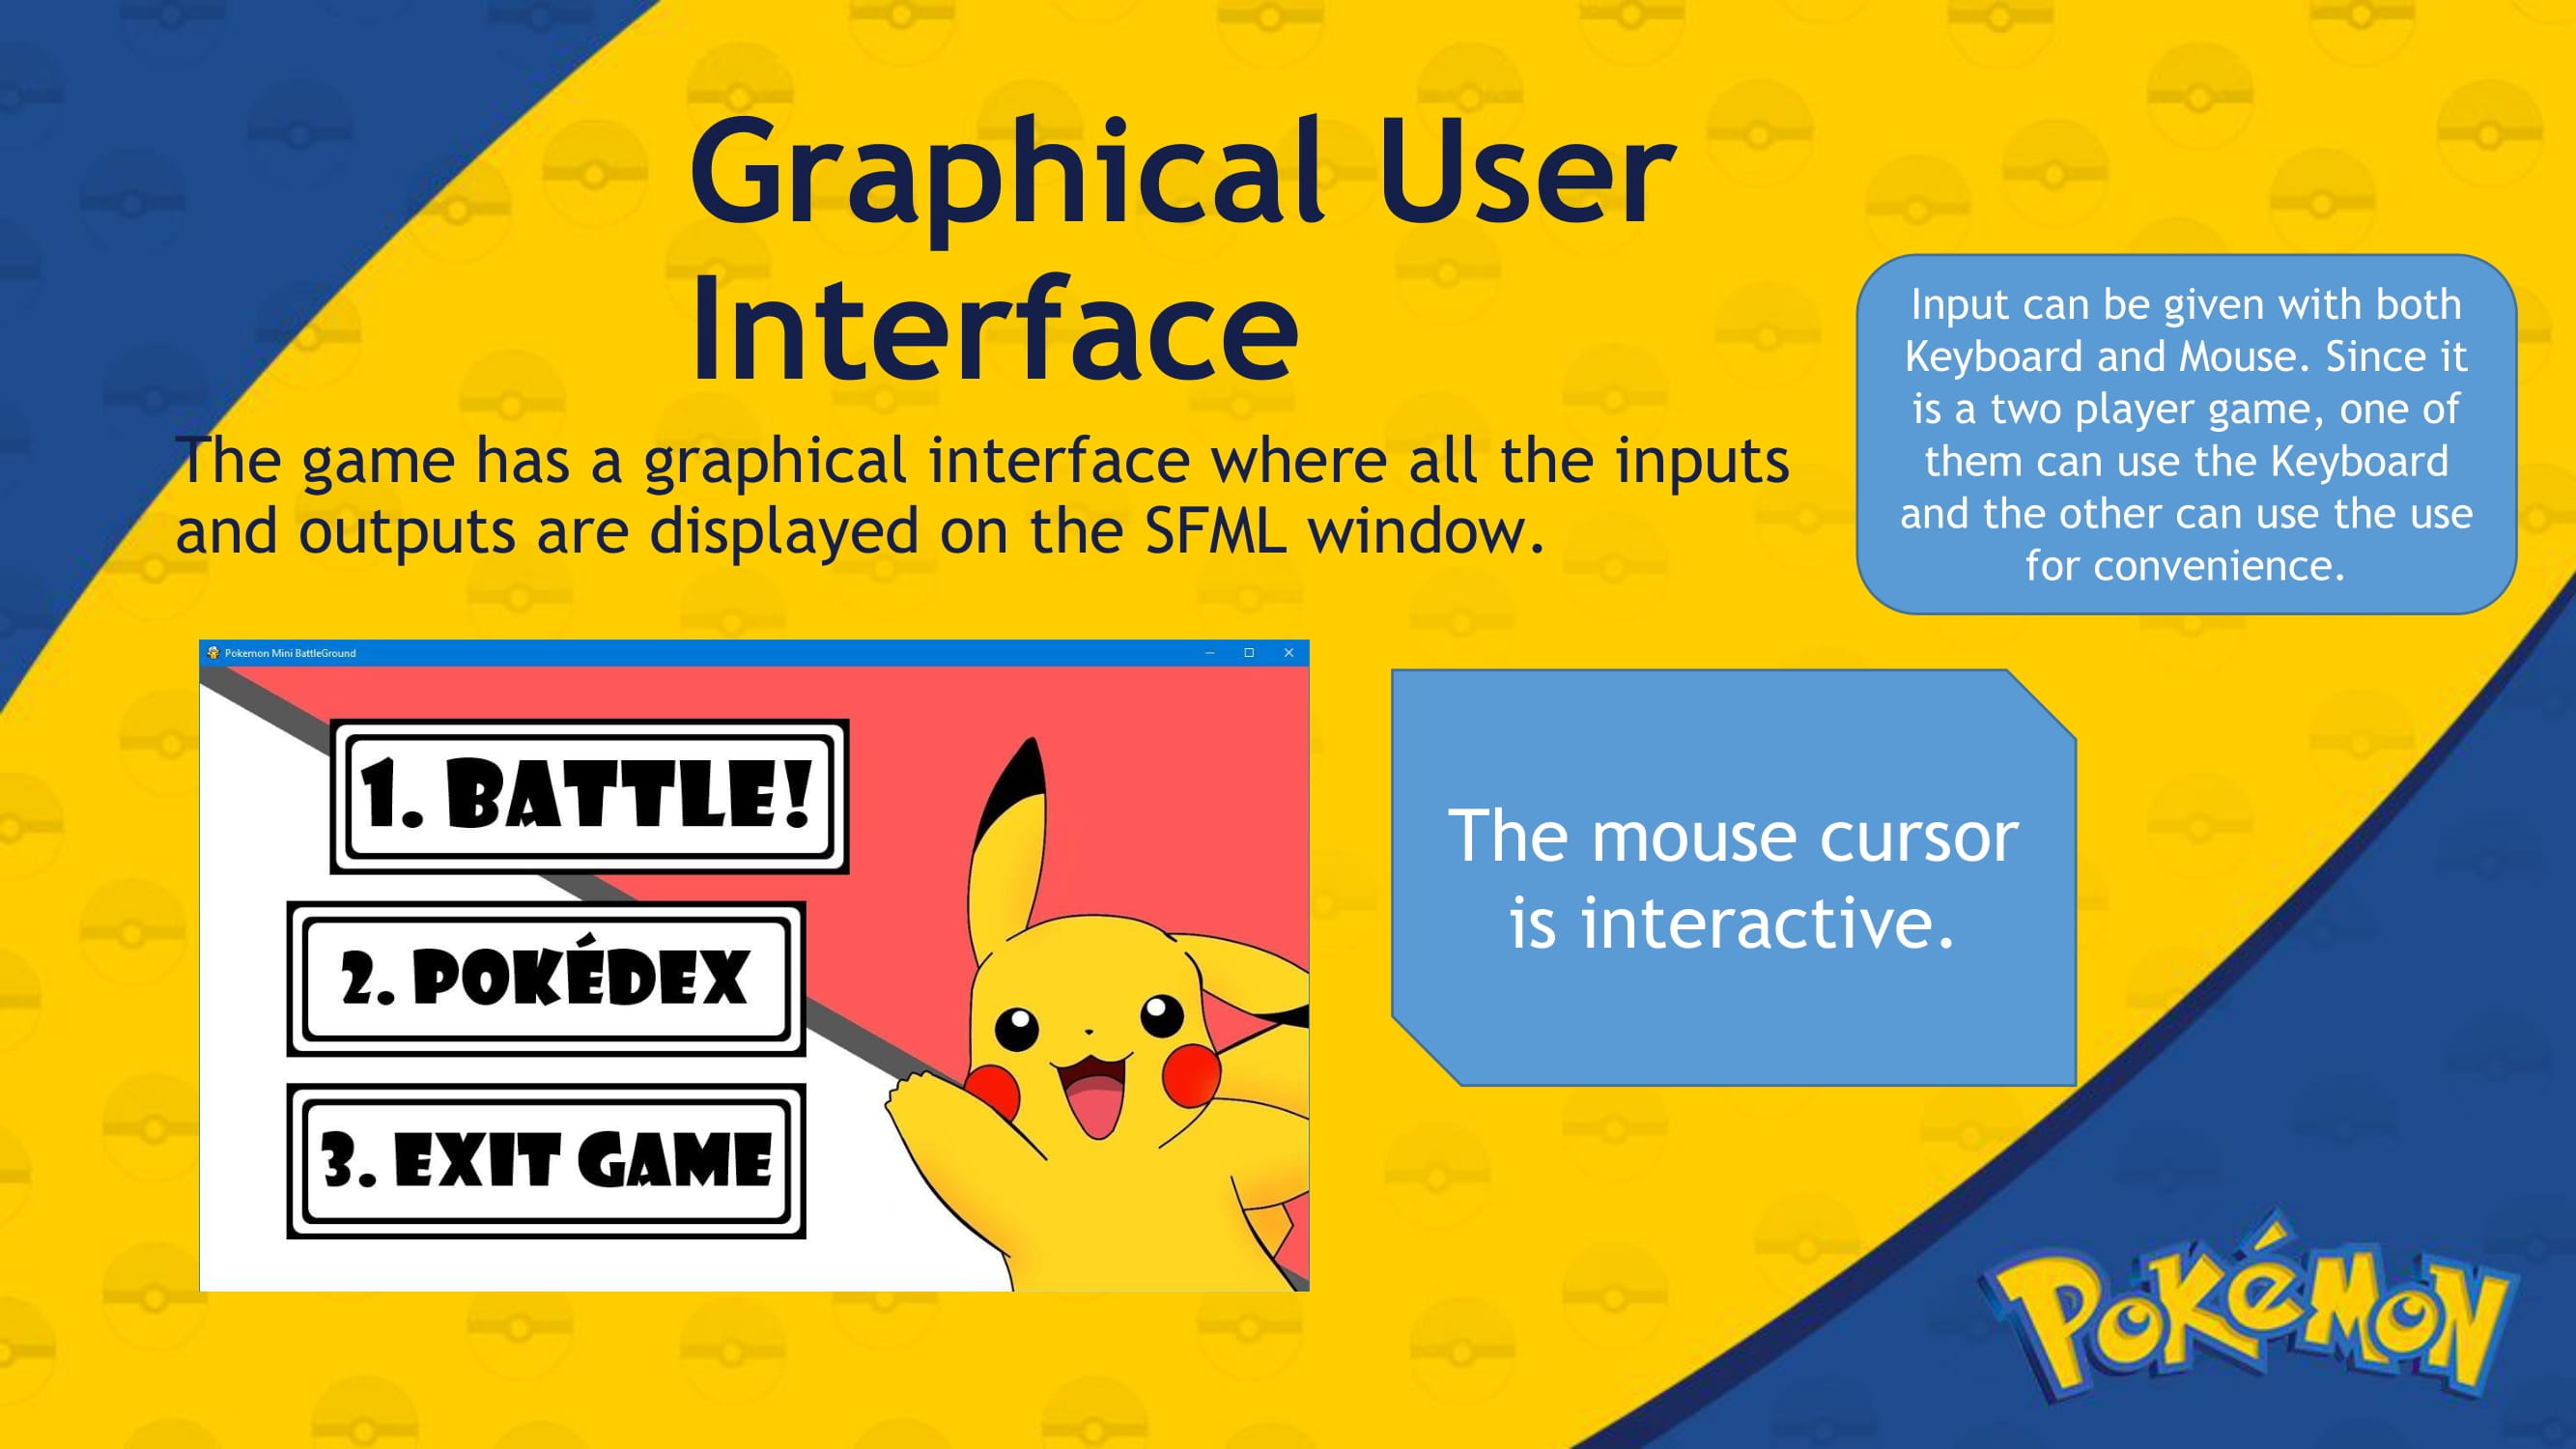 Graphical User
Interface
The game has a graphical interface where all the inputs
and outputs are displayed on the SFML window.
Input can be given with both
Keyboard and Mouse. Since it
is a two player game, one of
them can use the Keyboard
and the other can use the use
for convenience.
Pokemon Mini BattleGround
1. BATTLE!
2. POKÉDEX
3. EXIT GAME
The mouse cursor
is interactive.
POKéMON